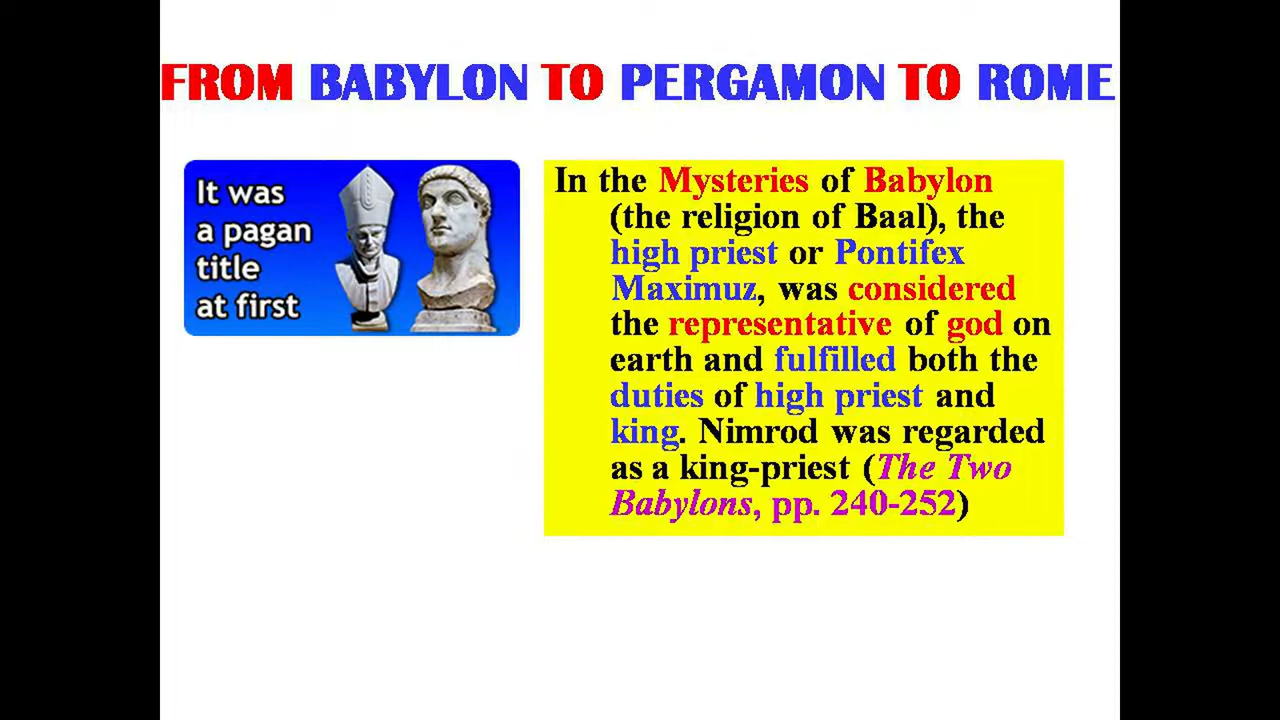 FROM BABYLON TO PERGAMON TO ROME
It was
a pagan
title
at first
In the Mysteries of Babylon
(the religion of Baal), the
high priest or Pontifex
Maximuz, was considered
the representative of god on
earth and fulfilled both the
duties of high priest and
king. Nimrod was regarded
as a king-priest (The Two
Babylons, pp. 240-252)